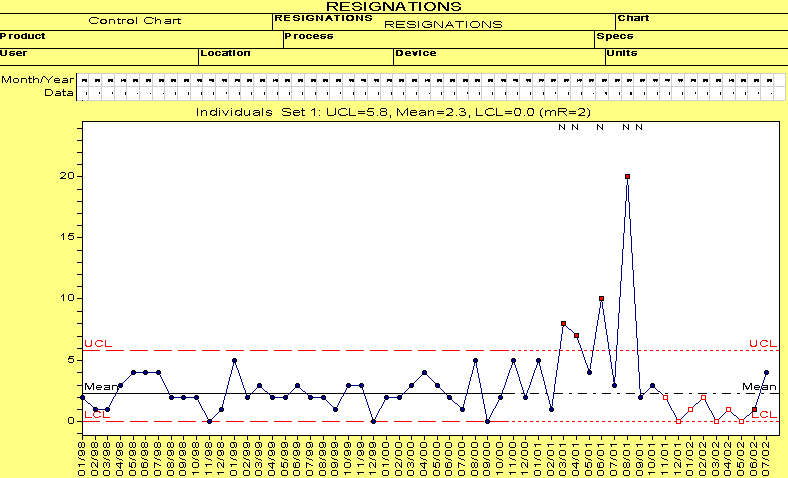 RESIGNATIONS
Control Chart
RESIGNATIONS
RESIGNATIONS
Chart
Product
Process
Specs
User
Location
Device
Units
Month/Year
Data
Individuals Set 1: UCL=5.8, Mean=2.3, LCL=0.0 (mR=2)
N N N N N
20
15
10
UCL UCL
5
Mean Mean
LCL LCL
0
01/98 02/98 03/98 04/98 05/98 06/98 07/98 08/98 09/98 10/98 11/98 12/98 01/99 02/99 03/99 04/99 05/99 06/99 07/99 08/99 09/99 10/99 11/99 12/99 01/00 02/00 03/00 04/00 05/00 06/00 07/00 08/00 09/00 10/00 11/00 12/00 01/01 02/01 03/01 04/01 05/01 06/01 07/01 08/01 09/01 10/01 11/01 12/01 01/02 02/02 03/02 04/02 05/02 06/02 07/02